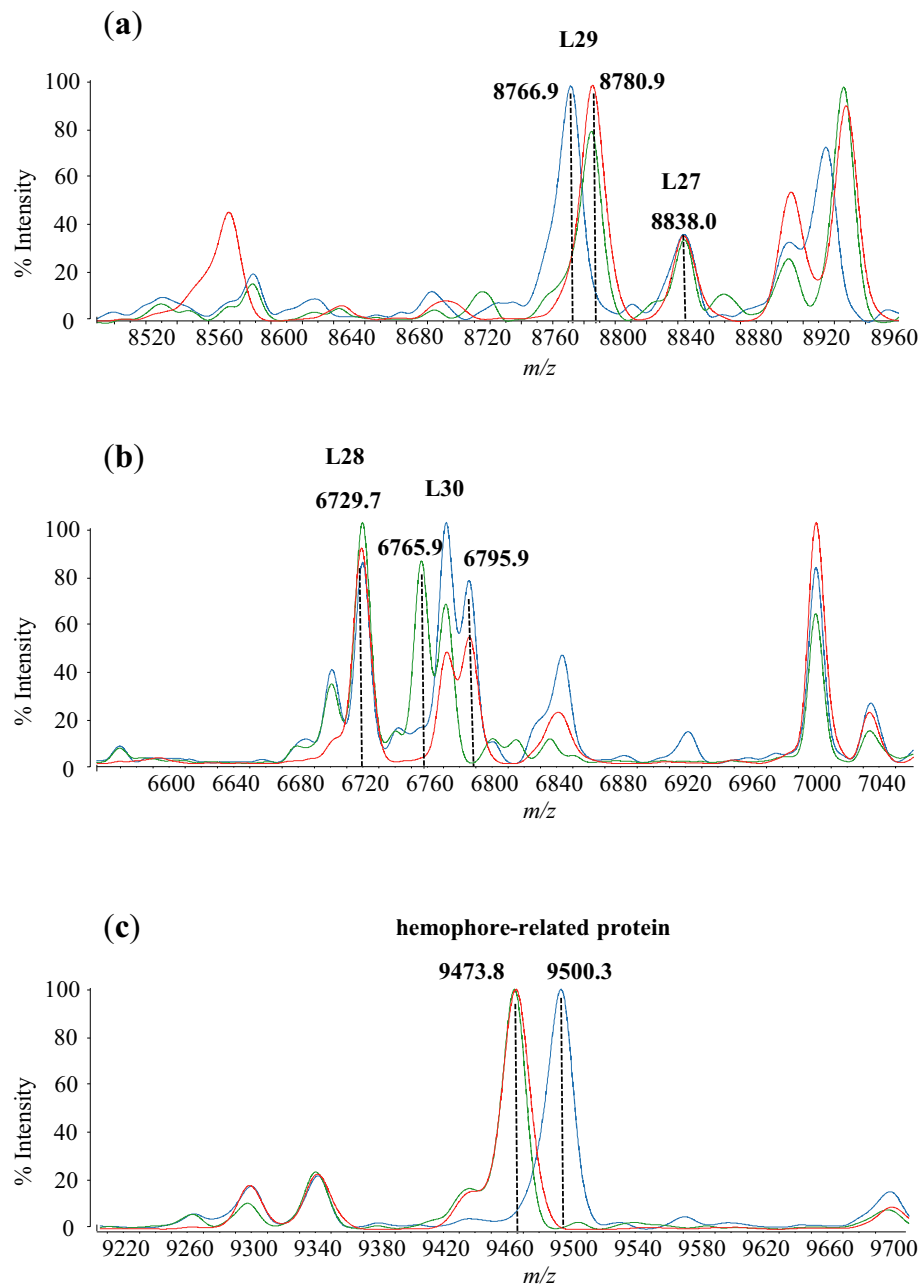 (a)
L29
8766.9 8780.9
L27
8838.0
100
80
60
40
20
0
% Intensity
8520 8560 8600 8640 8680 8720 8760 8800 8840 8880 8920 8960
m/z
(b)
L28
L30
6729.7
6765.9 6795.9
100
80
60
40
20
0
% Intensity
6600 6640 6680 6720 6760 6800 6840 6880 6920 6960 7000 7040
m/z
(c)
hemophore-related protein
9473.8 9500.3
100
80
60
40
20
0
% Intensity
9220 9260 9300 9340 9380 9420 9460 9500 9540 9580 9620 9660 9700
m/z